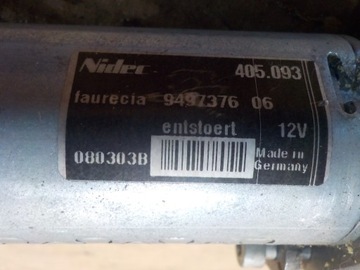 Nidec 405.093
faurecia 9497376 06
entstoert 12V
080303B Made in
Germany